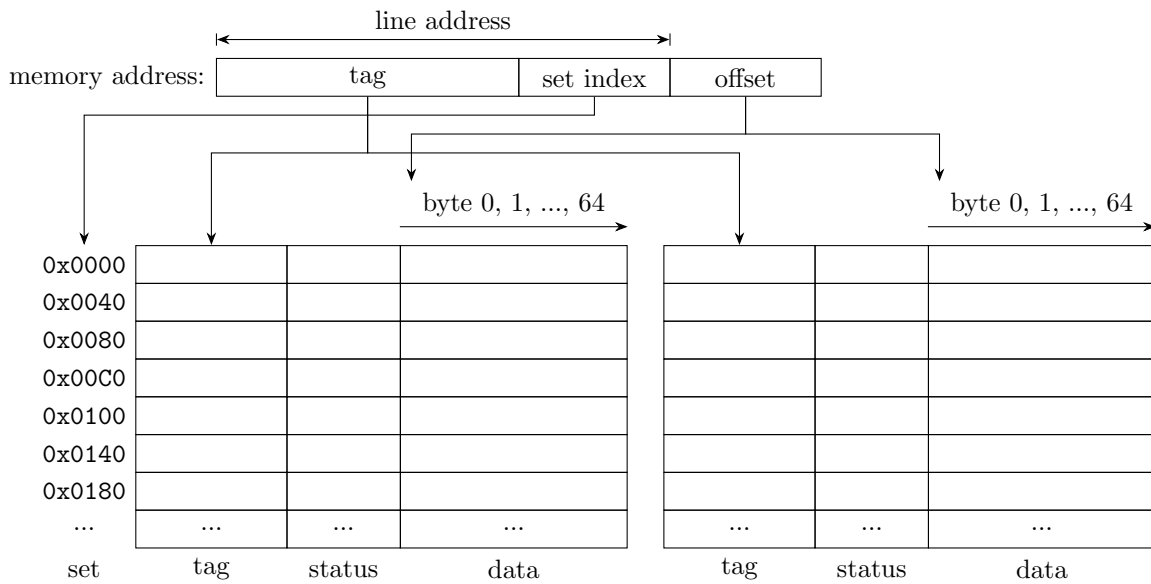 line address
memory address: tag set index offset
byte 0, 1, ..., 64 byte 0, 1, ..., 64
0x0000
0x0040
0x0080
0x00C0
0x0100
0x0140
0x0180
... ... ... ... ... ... ...
set tag status data tag status data